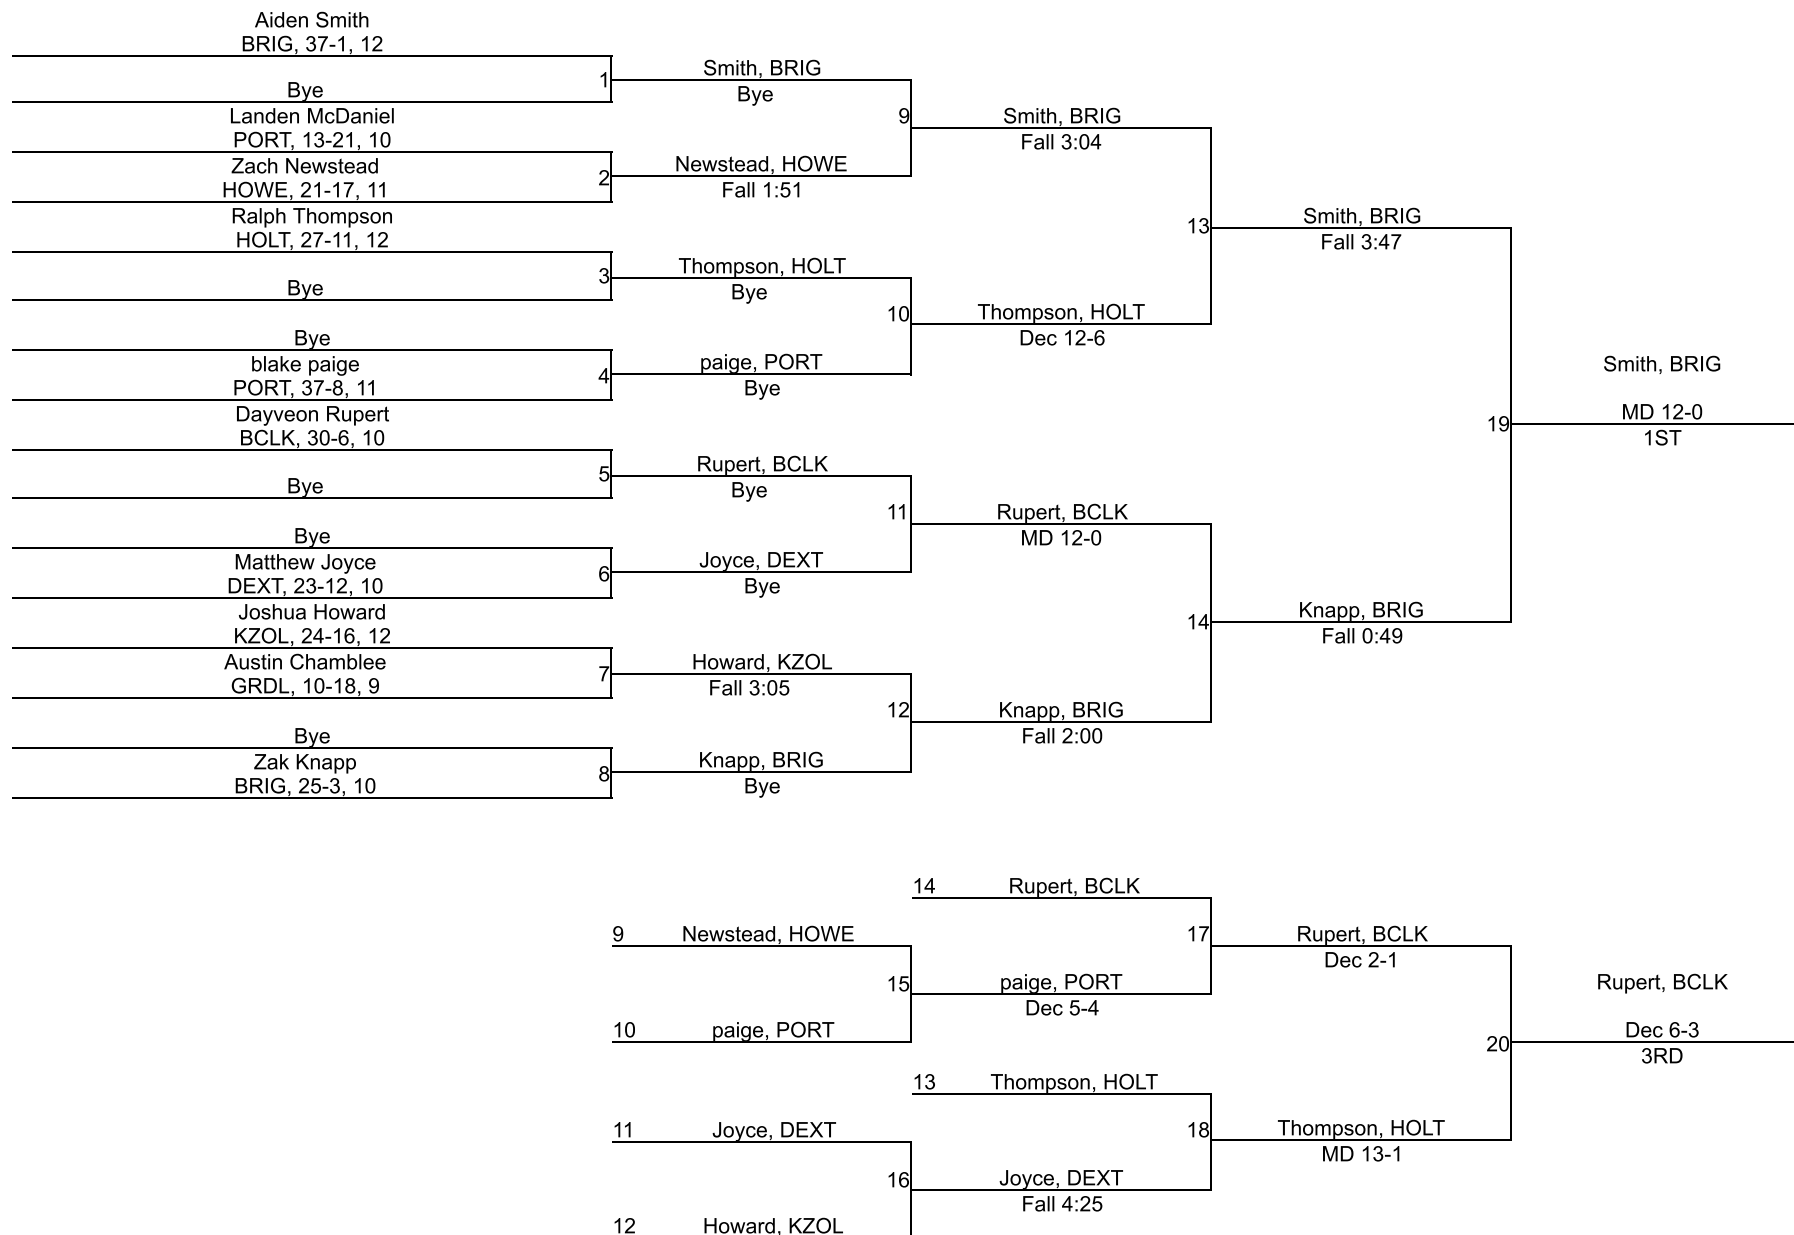 Aiden Smith
BRIG, 37-1, 12
Bye
1
Landen McDaniel
PORT, 13-21, 10
Zach Newstead
HOWE, 21-17, 11
2
Ralph Thompson
HOLT, 27-11, 12
Bye
3
Bye
blake paige
PORT, 37-8, 11
4
Dayveon Rupert
BCLK, 30-6, 10
Bye
5
Bye
Matthew Joyce
DEXT, 23-12, 10
6
Joshua Howard
KZOL, 24-16, 12
Austin Chamblee
GRDL, 10-18, 9
7
Bye
Zak Knapp
BRIG, 25-3, 10
8
Smith, BRIG
Bye
9
Newstead, HOWE
Fall 1:51
Thompson, HOLT
Bye
10
paige, PORT
Bye
Rupert, BCLK
Bye
11
Joyce, DEXT
Bye
Howard, KZOL
Fall 3:05
12
Knapp, BRIG
Bye
Smith, BRIG
Fall 3:04
13
Thompson, HOLT
Dec 12-6
Rupert, BCLK
MD 12-0
14
Knapp, BRIG
Fall 2:00
Smith, BRIG
Fall 3:47
19
Knapp, BRIG
Fall 0:49
Smith, BRIG
MD 12-0
1ST
14 Rupert, BCLK
9 Newstead, HOWE
17
15
paige, PORT
Dec 5-4
10 paige, PORT
Rupert, BCLK
Dec 2-1
13 Thompson, HOLT
11 Joyce, DEXT
18
16
Joyce, DEXT
Fall 4:25
12 Howard, KZOL
Thompson, HOLT
MD 13-1
20
Rupert, BCLK
Dec 6-3
3RD